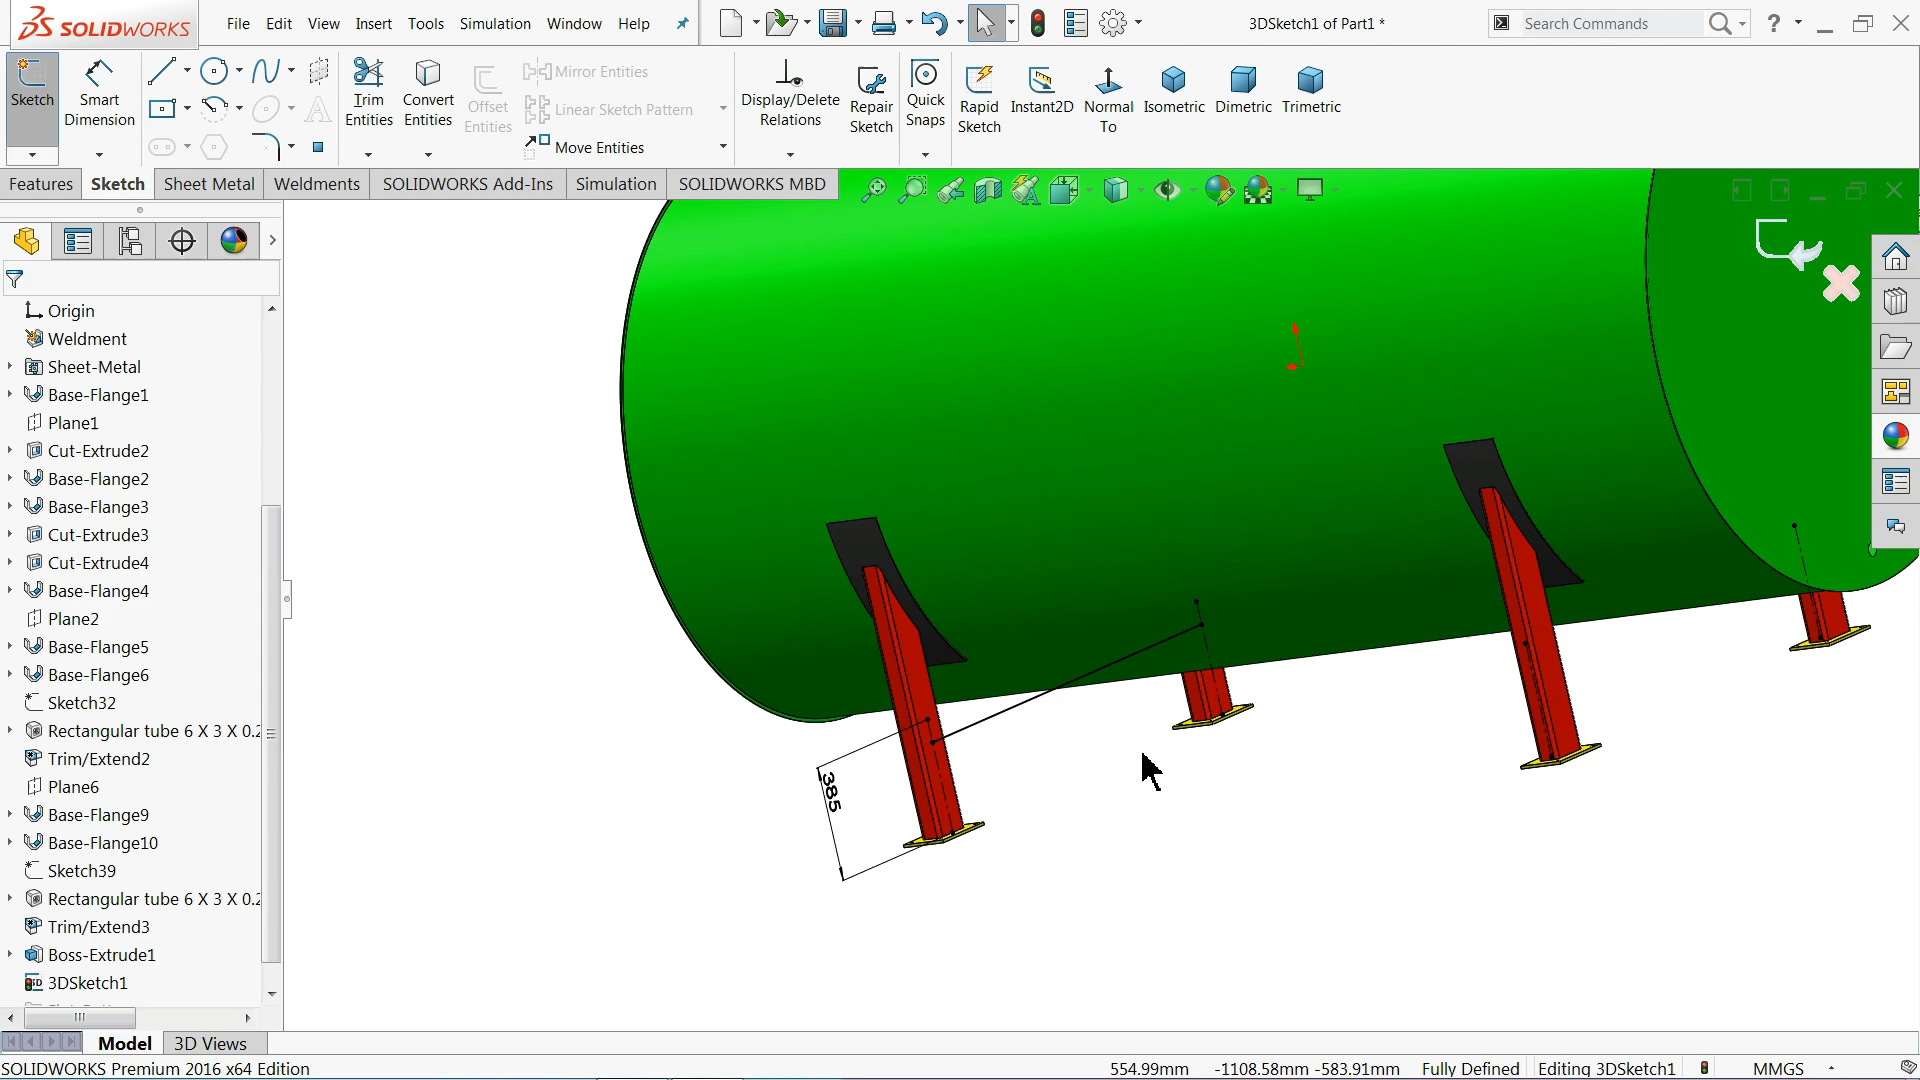 SOLIDWORKS File Edit View Insert Tools Simulation Window Help 3DSketch1 of Part1 * Search Commands ?
Sketch
Smart Dimension
Trim Entities
Convert Entities
Offset Entities
Mirror Entities
Linear Sketch Pattern
Move Entities
Display/Delete Relations
Repair Sketch
Quick Snaps
Rapid Sketch
Instant2D
Normal To
Isometric
Dimetric
Trimetric
Features Sketch Sheet Metal Weldments SOLIDWORKS Add-Ins Simulation SOLIDWORKS MBD
Origin
Weldment
Sheet-Metal
Base-Flange1
Plane1
Cut-Extrude2
Base-Flange2
Base-Flange3
Cut-Extrude3
Cut-Extrude4
Base-Flange4
Plane2
Base-Flange5
Base-Flange6
Sketch32
Rectangular tube 6 X 3 X 0.2
Trim/Extend2
Plane6
Base-Flange9
Base-Flange10
Sketch39
Rectangular tube 6 X 3 X 0.2
Trim/Extend3
Boss-Extrude1
3DSketch1
385
Model 3D Views
SOLIDWORKS Premium 2016 x64 Edition 554.99mm -1108.58mm -583.91mm Fully Defined Editing 3DSketch1 MMGS